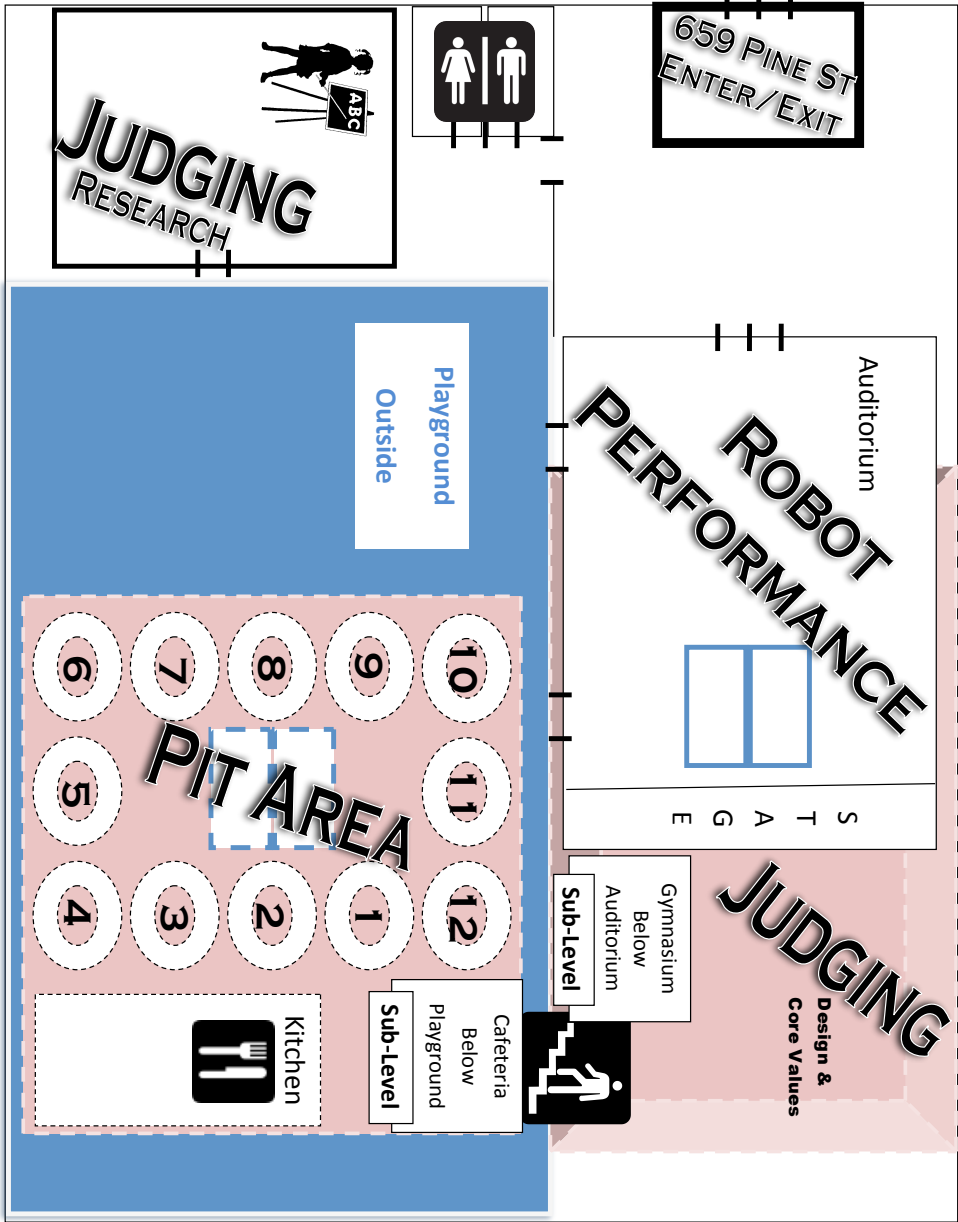 659 Pine St
Enter/Exit
ABC
Judging
Research
Auditorium
Robot
Performance
STAGE
Playground
Outside
Pit Area
10
9
8
7
6
11
5
12
1
2
3
4
Gymnasium
Below
Auditorium
Sub-Level
Judging
Design &
Core Values
Cafeteria
Below
Playground
Sub-Level
Kitchen